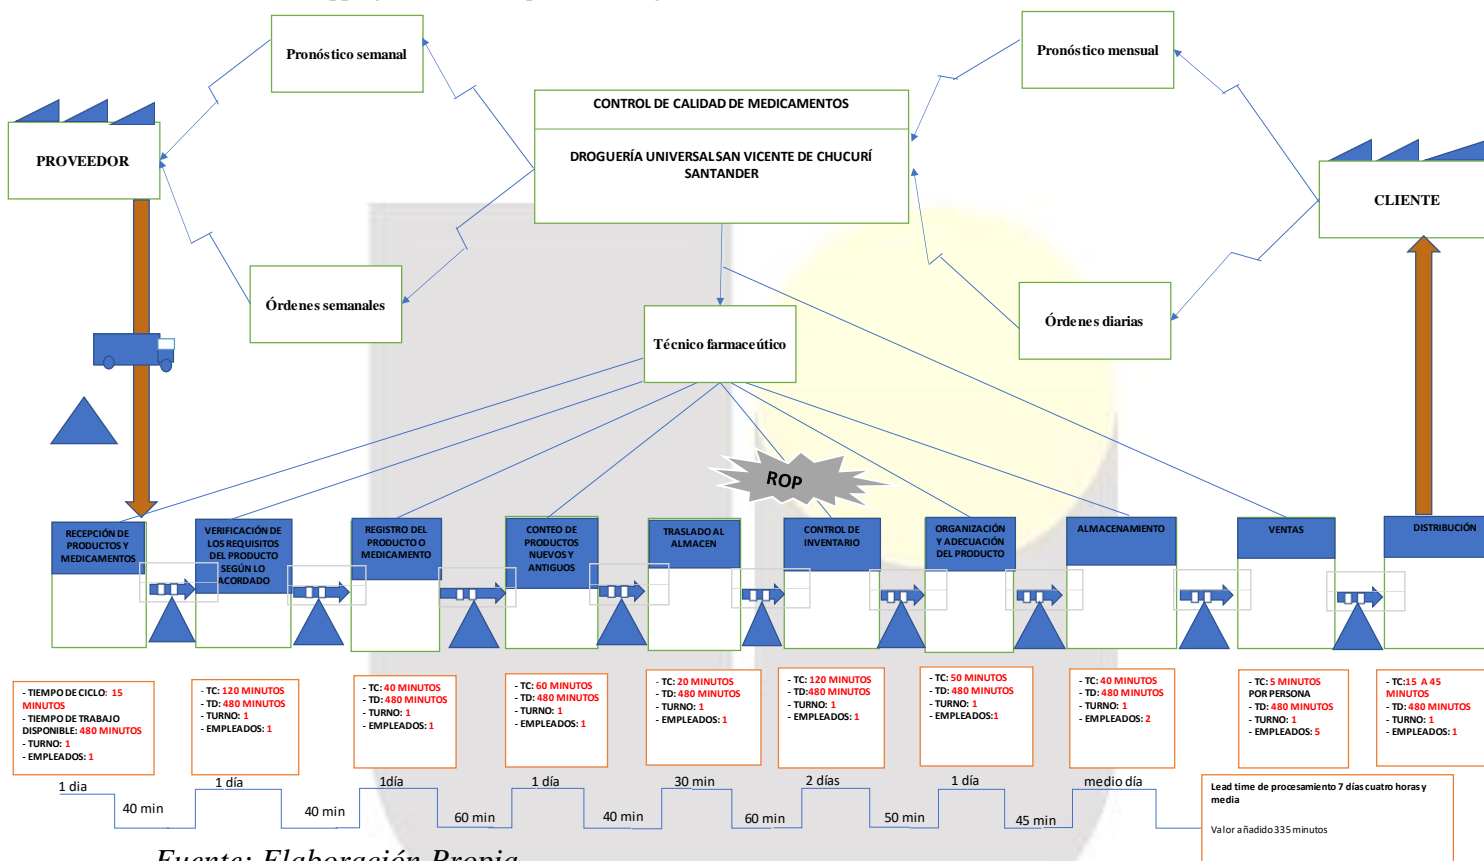 Pronóstico semanal
Pronóstico mensual
CONTROL DE CALIDAD DE MEDICAMENTOS
DROGUERÍA UNIVERSAL SAN VICENTE DE CHUCURÍ
SANTANDER
PROVEEDOR
CLIENTE
Órdenes semanales
Órdenes diarias
Técnico farmaceútico
ROP
RECEPCIÓN DE
PRODUCTOS Y
MEDICAMENTOS
VERIFICACIÓN DE
LOS REQUISITOS
DEL PRODUCTO
SEGÚN LO
ACORDADO
REGISTRO DEL
PRODUCTO O
MEDICAMENTO
CONTEO DE
PRODUCTOS
NUEVOS Y
ANTIGUOS
TRASLADO AL
ALMACEN
CONTROL DE
INVENTARIO
ORGANIZACIÓN
Y ADECUACIÓN
DEL PRODUCTO
ALMACENAMIENTO
VENTAS
DISTRIBUCIÓN
- TIEMPO DE CICLO: 15
MINUTOS
- TIEMPO DE TRABAJO
DISPONIBLE: 480 MINUTOS
- TURNO: 1
- EMPLEADOS: 1
- TC: 120 MINUTOS
- TD: 480 MINUTOS
- TURNO: 1
- EMPLEADOS: 1
- TC: 40 MINUTOS
- TD: 480 MINUTOS
- TURNO: 1
- EMPLEADOS: 1
- TC: 60 MINUTOS
- TD: 480 MINUTOS
- TURNO: 1
- EMPLEADOS: 1
- TC: 20 MINUTOS
- TD: 480 MINUTOS
- TURNO: 1
- EMPLEADOS: 1
- TC: 120 MINUTOS
- TD:480 MINUTOS
- TURNO: 1
- EMPLEADOS: 1
- TC: 50 MINUTOS
- TD: 480 MINUTOS
- TURNO: 1
- EMPLEADOS:1
- TC: 40 MINUTOS
- TD: 480 MINUTOS
- TURNO: 1
- EMPLEADOS: 2
- TC: 5 MINUTOS
POR PERSONA
- TD: 480 MINUTOS
- TURNO: 1
- EMPLEADOS: 5
- TC:15 A 45
MINUTOS
- TD: 480 MINUTOS
- TURNO: 1
- EMPLEADOS: 1
1 dia
40 min
1 día
40 min
1día
60 min
1 día
40 min
30 min
60 min
2 días
50 min
1 día
45 min
medio día
Lead time de procesamiento 7 días cuatro horas y
media
Valor añadido 335 minutos
Fuente: Elaboración Propia